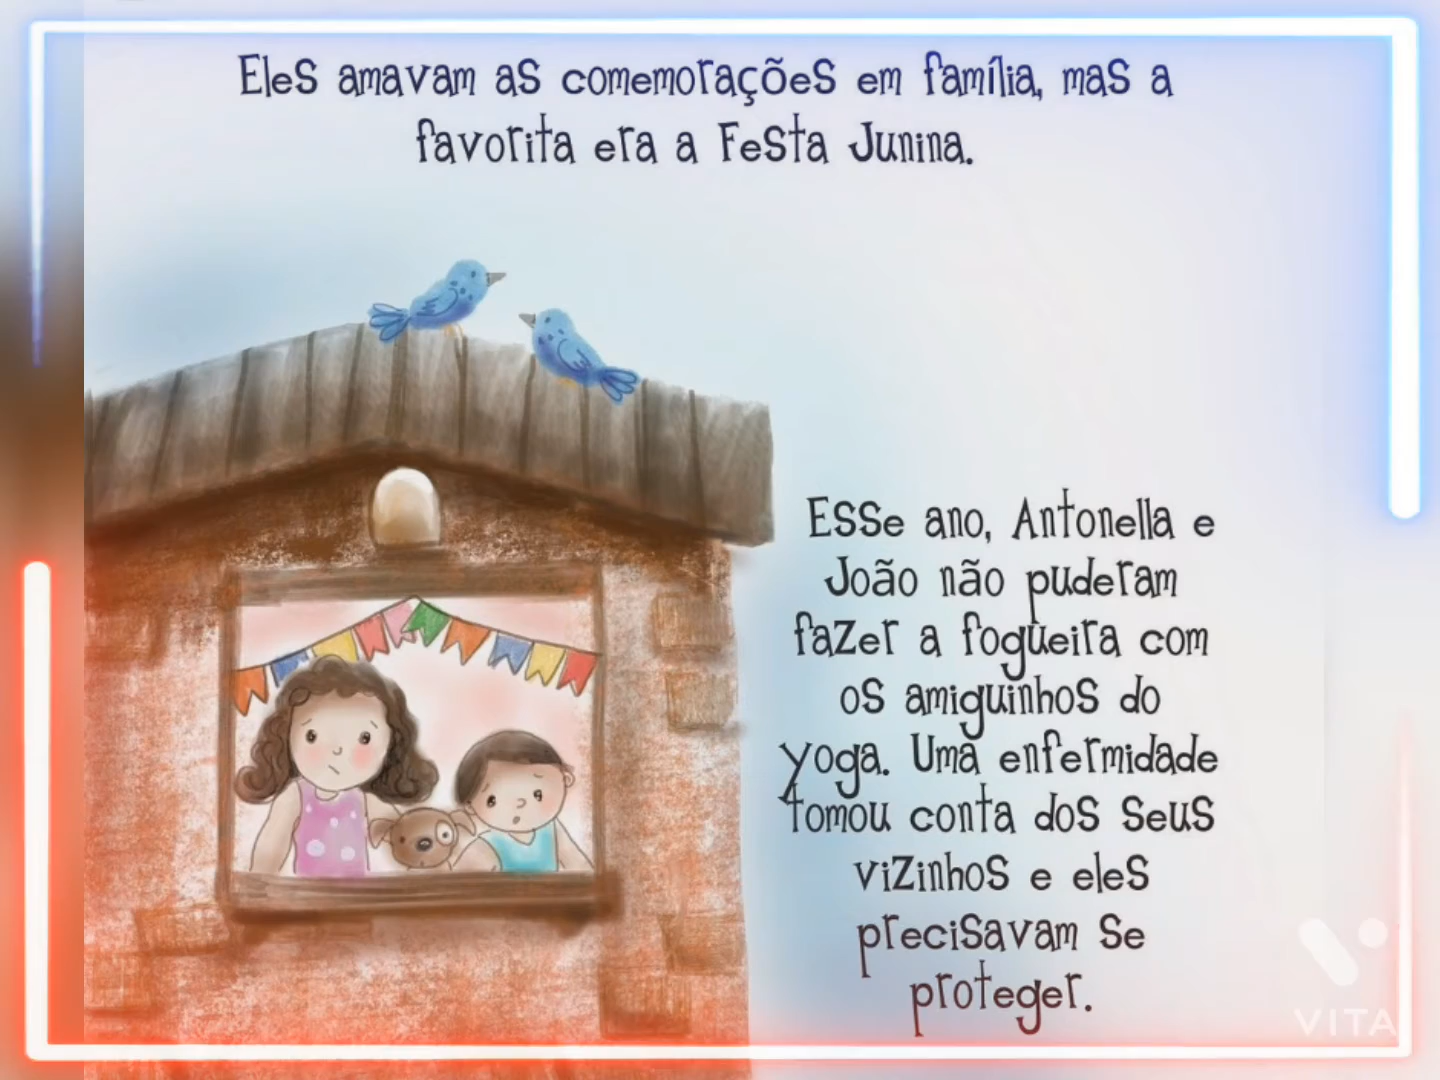 Eles amavam as comemorações em família, mas a
favorita era a Festa Junina.
Esse ano, Antonella e
João não puderam
fazer a fogueira com
os amiguinhos do
yoga. Uma enfermidade
tomou conta dos seus
vizinhos e eles
precisavam se
proteger.
VITA